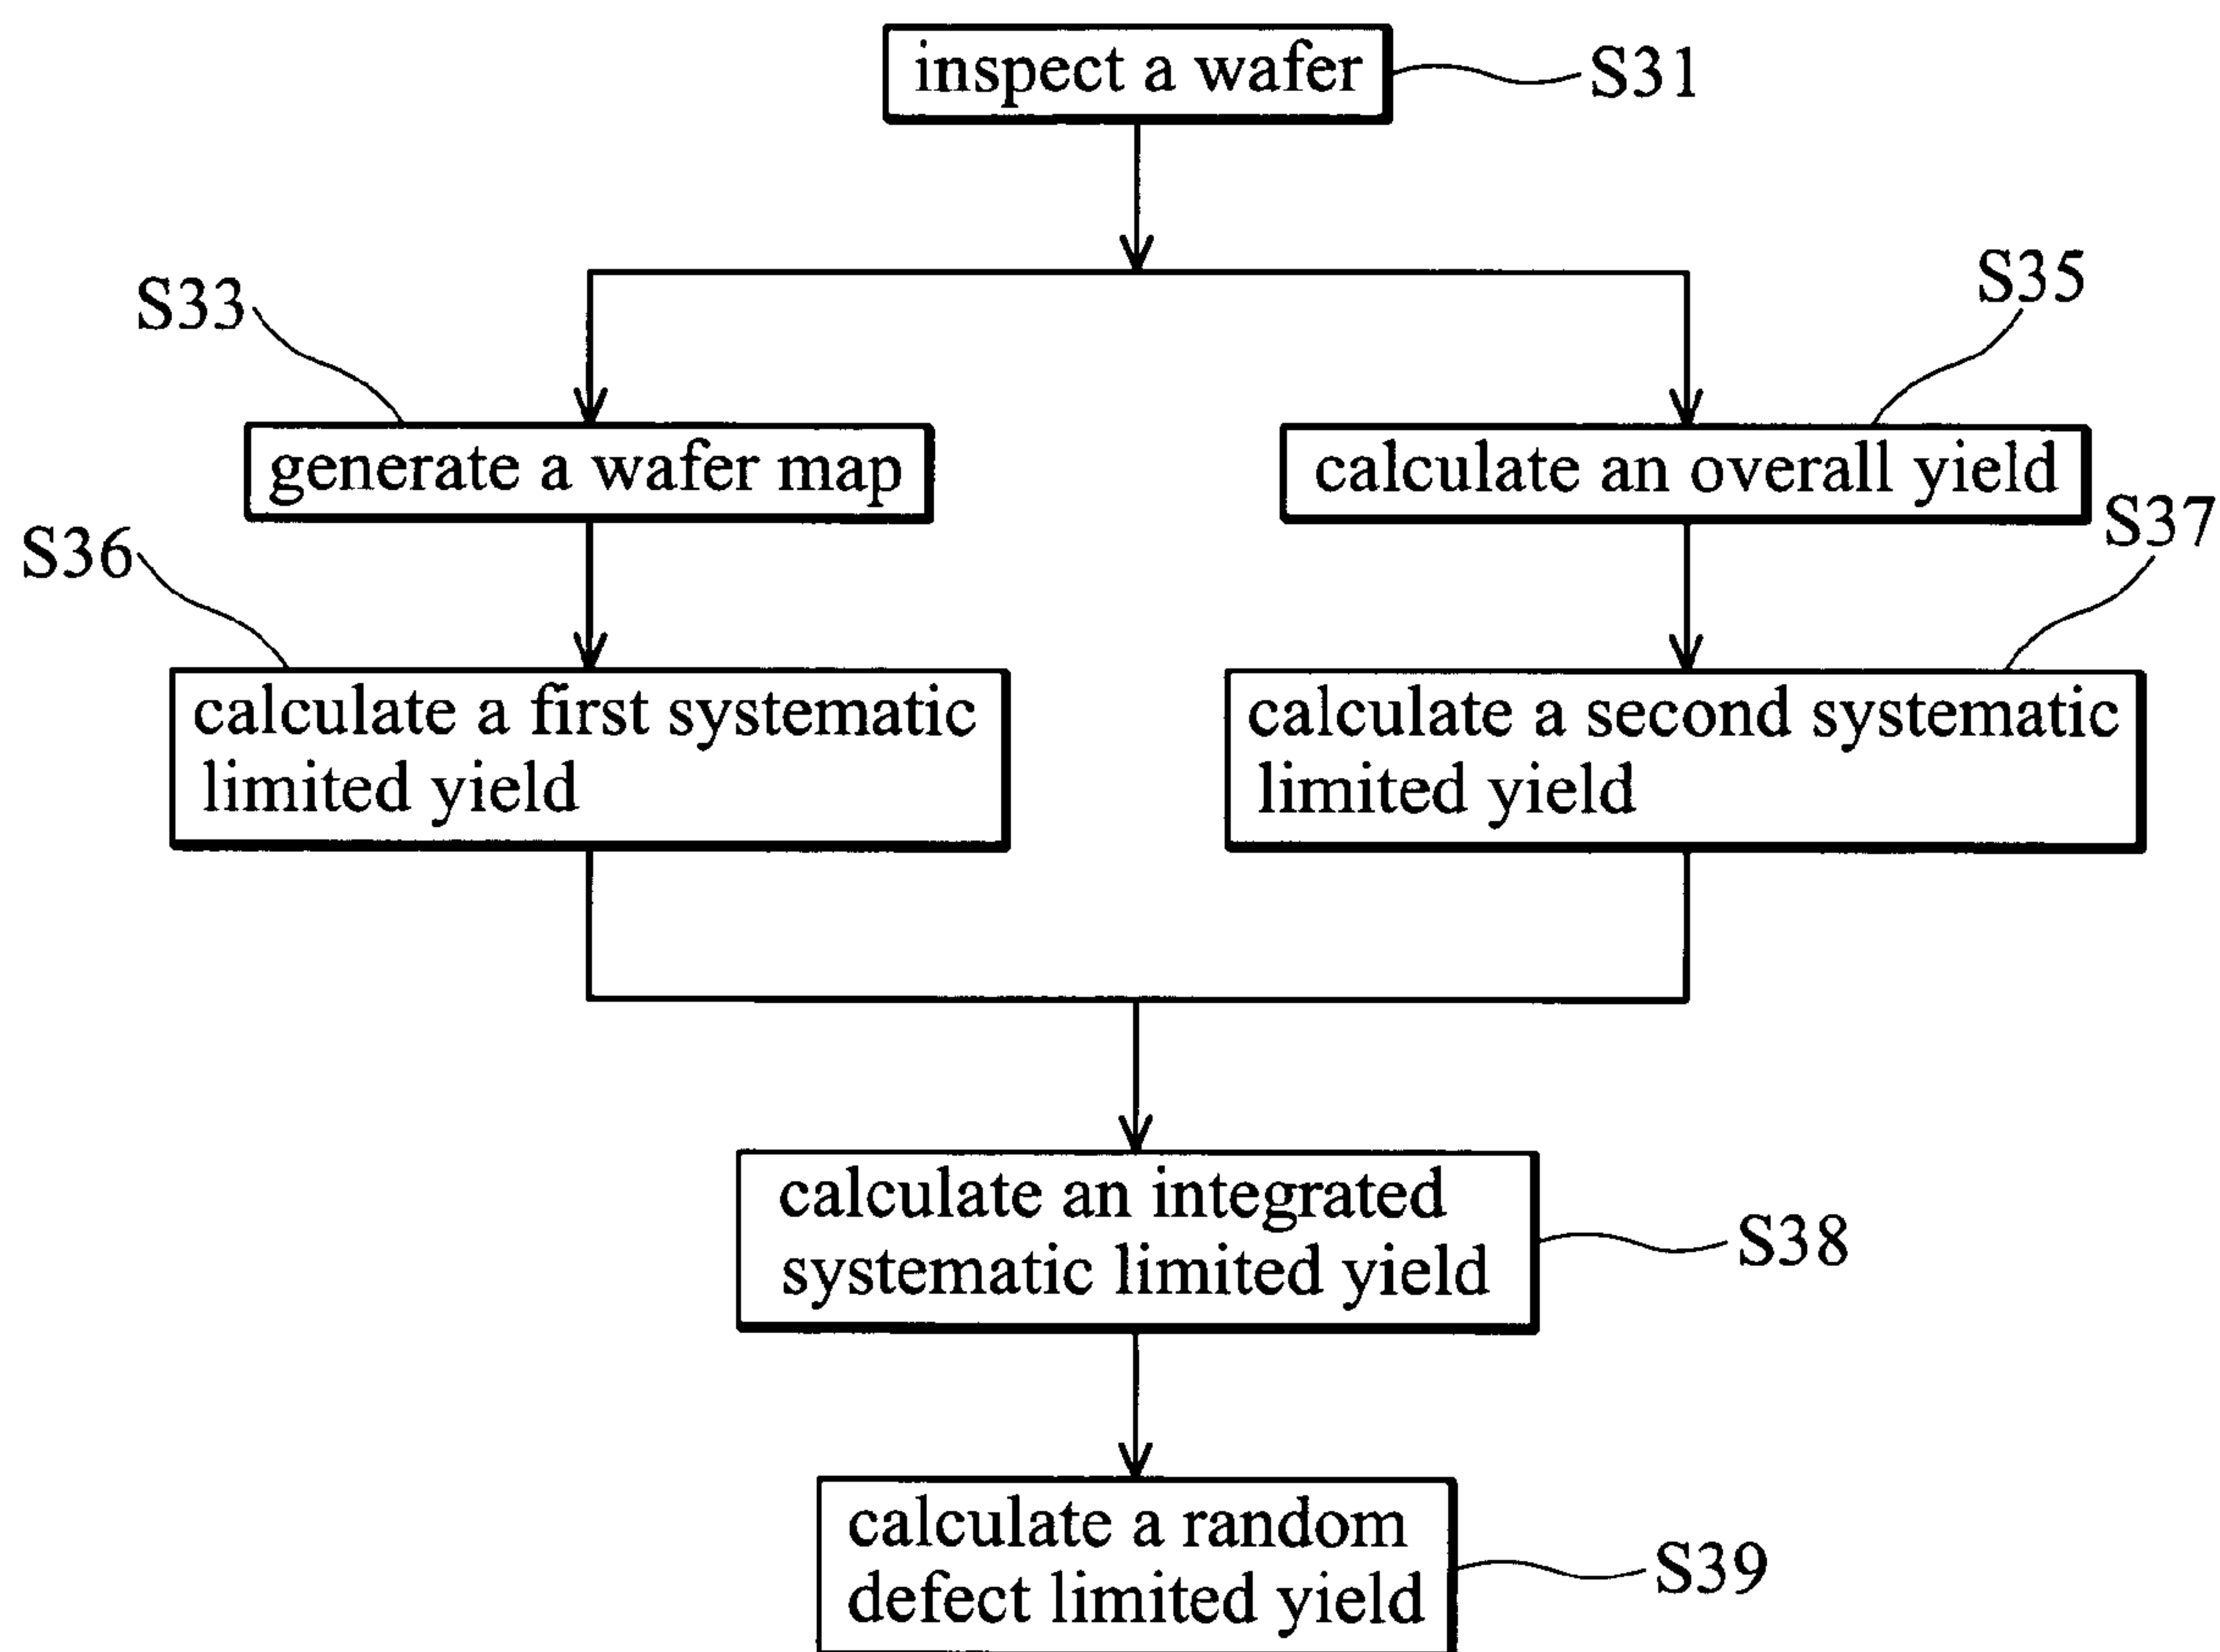 inspect a wafer
S31
S33
S35
generate a wafer map
calculate an overall yield
S36
S37
calculate a first systematic
limited yield
calculate a second systematic
limited yield
calculate an integrated
systematic limited yield
S38
calculate a random
defect limited yield
S39